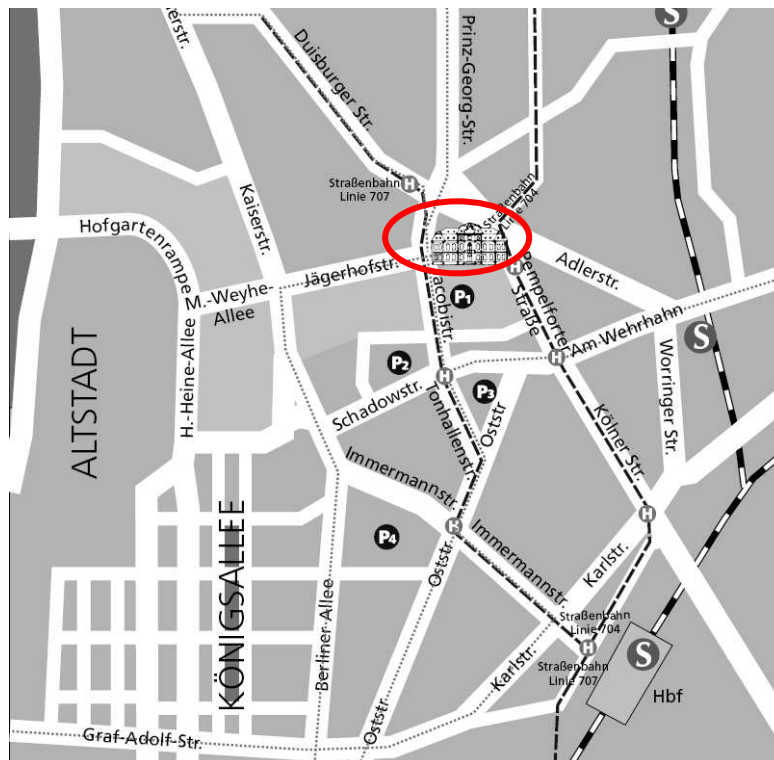 S
erstr.
Duisburger Str.
Prinz-Georg-Str.
Straßenbahn
Linie 707
H
Straßenbahn
Linie 704
Kaiserstr.
Hofgartenrampe
Jägerhofstr.
M.-Weyhe-
Allee
Jacobistr.
P1
H
Pempelforter
Straße
Adlerstr.
Am Wehrhahn
S
H
Worringer Str.
ALTSTADT
H.-Heine-Allee
P2
H
P3
Schadowstr.
Tonhallenstr.
Oststr
Kölner Str.
Immermannstr.
KÖNIGSALLEE
P4
H
Immermannstr.
H
Oststr.
Karlstr.
Berliner Allee
Straßenbahn
Linie 704
H
S
Straßenbahn
Linie 707
Hbf
Karlstr.
Oststr.
Graf-Adolf-Str.